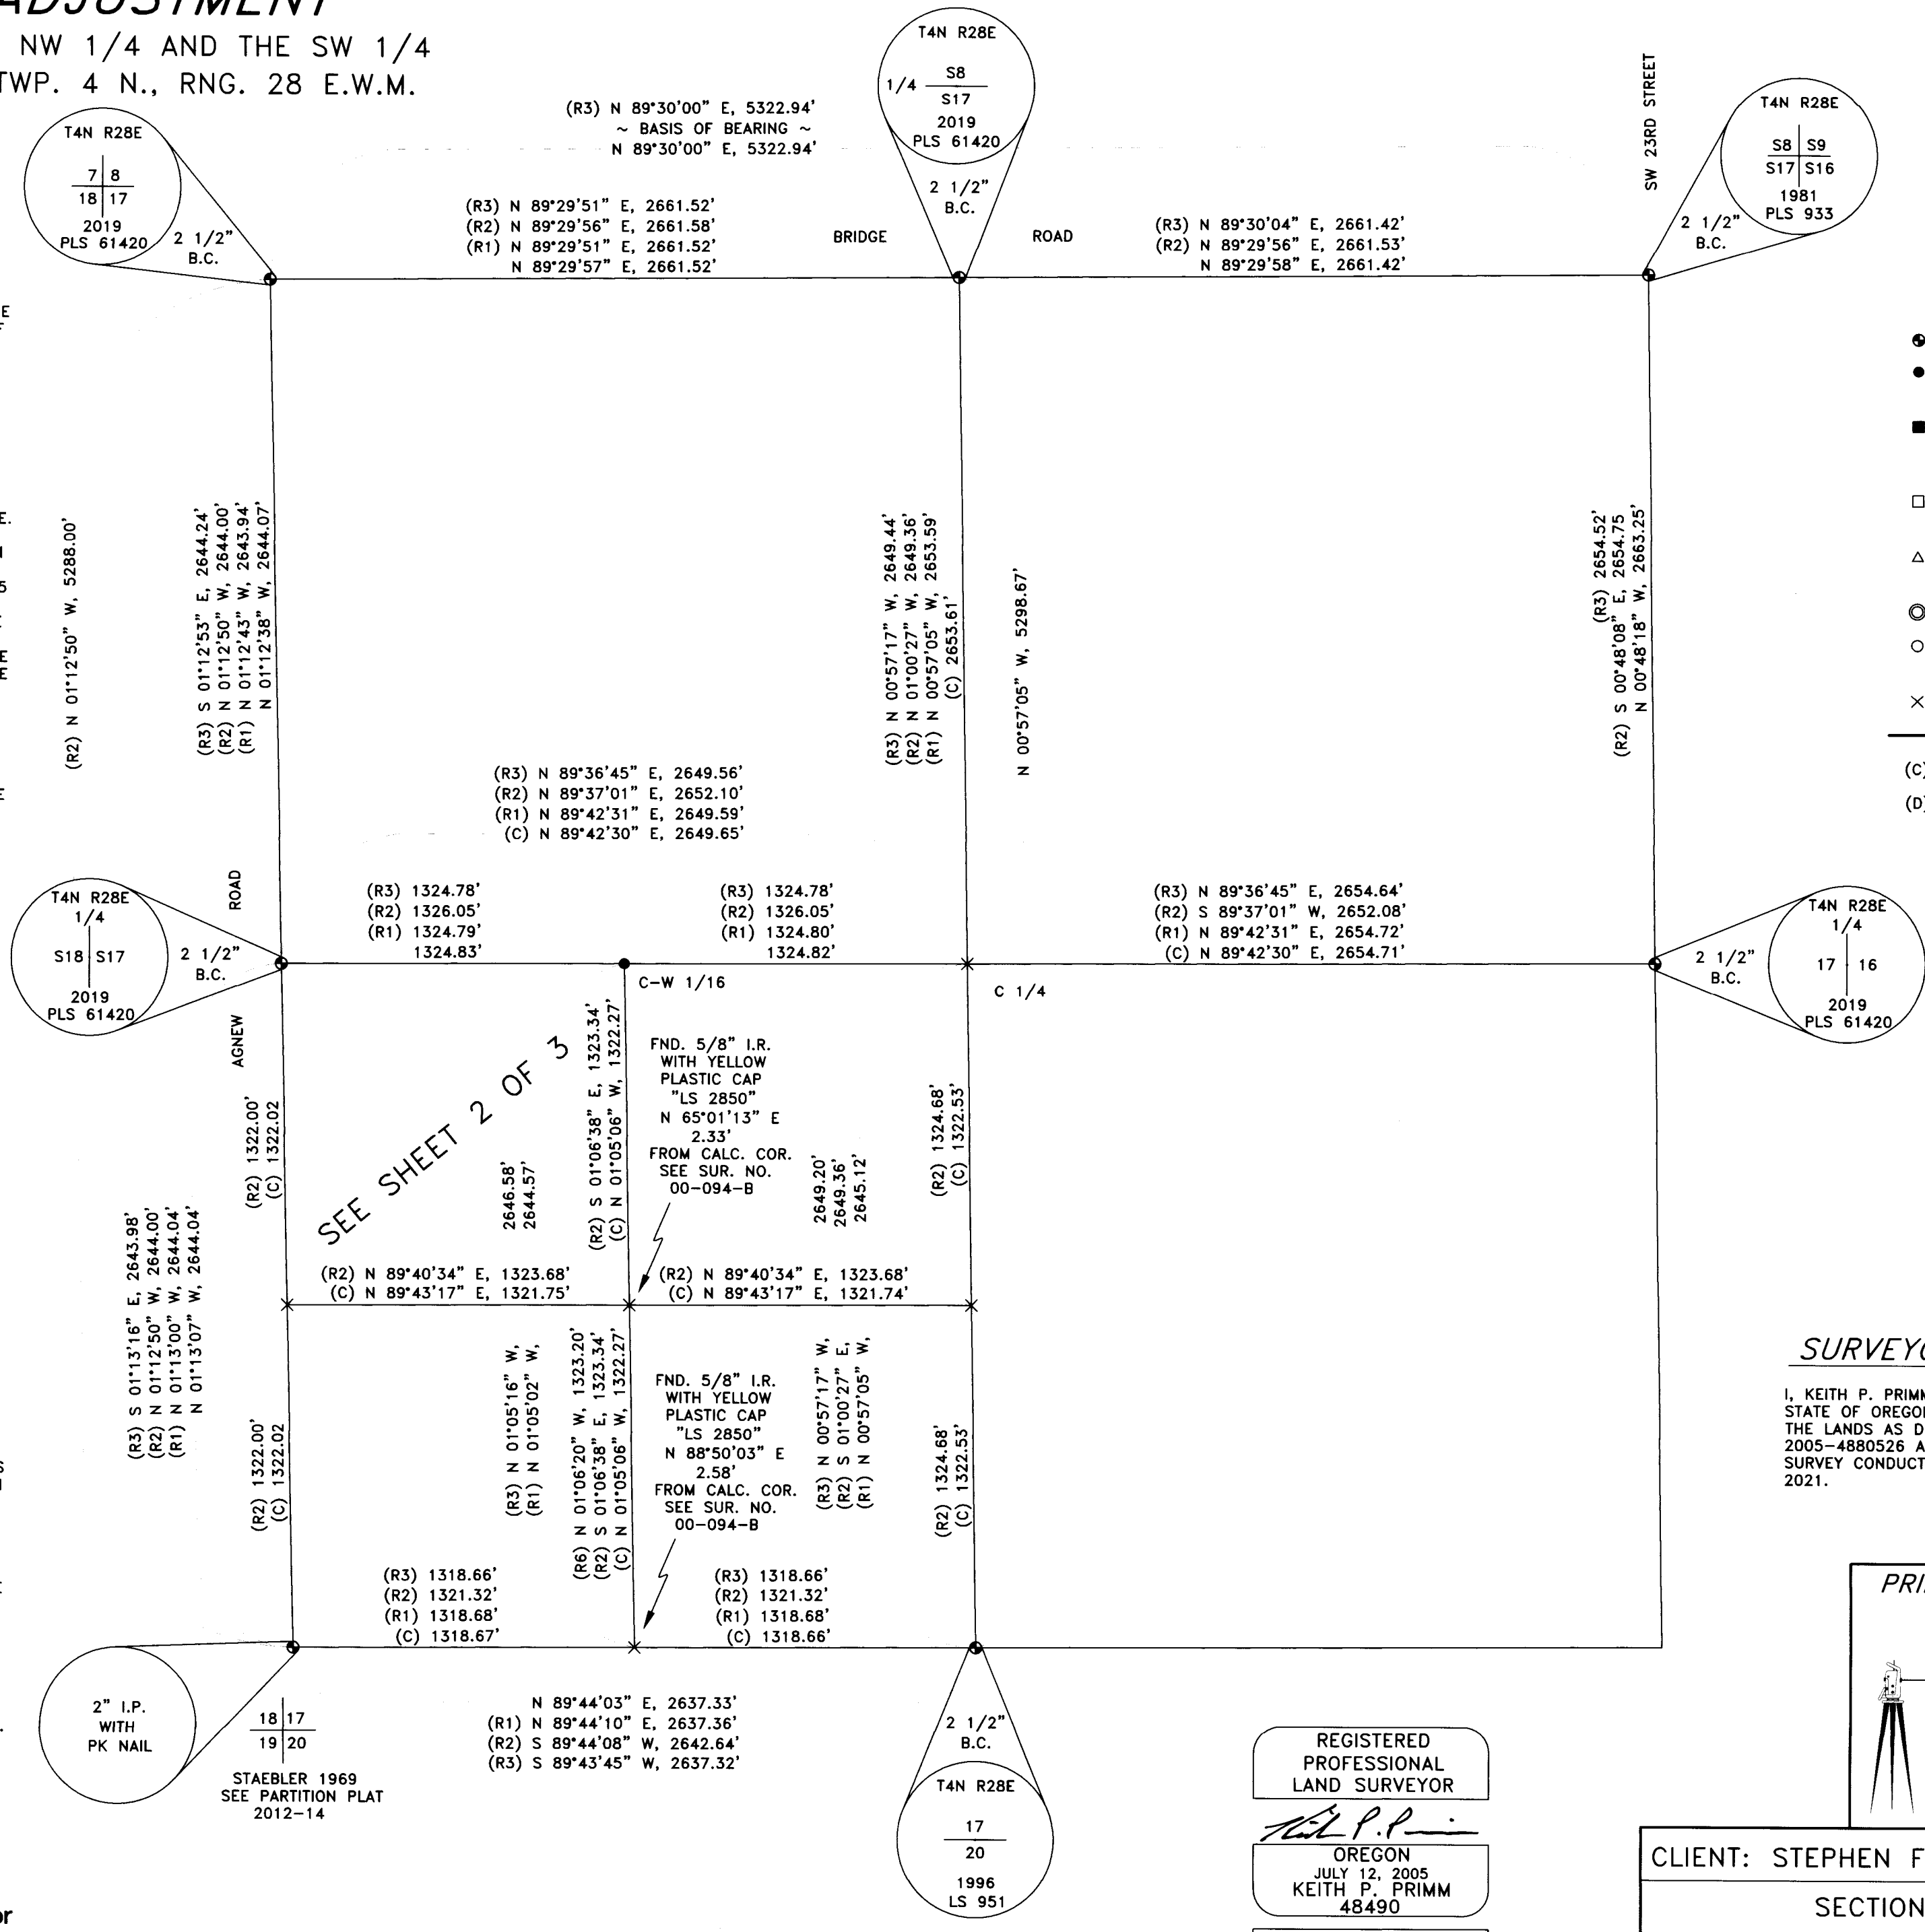 ADJUSTMENT
NW 1/4 AND THE SW 1/4
TWP. 4 N., RNG. 28 E.W.M.
T4N R28E
7 8
18 17
2019
PLS 61420
2 1/2"
B.C.
(R3) N 89°30'00" E, 5322.94'
~ BASIS OF BEARING ~
N 89°30'00" E, 5322.94'
T4N R28E
1/4
S8
S17
2019
PLS 61420
2 1/2"
B.C.
SW 23RD STREET
T4N R28E
S8 S9
S17 S16
1981
PLS 933
2 1/2"
B.C.
(R3) N 89°29'51" E, 2661.52'
(R2) N 89°29'56" E, 2661.58'
(R1) N 89°29'51" E, 2661.52'
N 89°29'57" E, 2661.52'
BRIDGE ROAD
(R3) N 89°30'04" E, 2661.42'
(R2) N 89°29'56" E, 2661.53'
N 89°29'58" E, 2661.42'
(R2) N 01°12'50" W, 5288.00'
(R3) S 01°12'53" E, 2644.24'
(R2) N 01°12'50" W, 2644.00'
(R1) N 01°12'43" W, 2643.94'
N 01°12'38" W, 2644.07'
(R3) N 00°57'17" W, 2649.44'
(R2) N 01°00'27" W, 2649.36'
(R1) N 00°57'05" W, 2653.59'
(C) 2653.61'
N 00°57'05" W, 5298.67'
(R3) 2654.52'
(R2) S 00°48'08" E, 2654.75
N 00°48'18" W, 2663.25'
(R3) N 89°36'45" E, 2649.56'
(R2) N 89°37'01" E, 2652.10'
(R1) N 89°42'31" E, 2649.59'
(C) N 89°42'30" E, 2649.65'
(C)
(D)
T4N R28E
1/4
S18 S17
2019
PLS 61420
2 1/2"
B.C.
AGNEW ROAD
(R3) 1324.78'
(R2) 1326.05'
(R1) 1324.79'
1324.83'
(R3) 1324.78'
(R2) 1326.05'
(R1) 1324.80'
1324.82'
(R3) N 89°36'45" E, 2654.64'
(R2) S 89°37'01" W, 2652.08'
(R1) N 89°42'31" E, 2654.72'
(C) N 89°42'30" E, 2654.71'
2 1/2"
B.C.
T4N R28E
1/4
17 16
2019
PLS 61420
C-W 1/16
C 1/4
SEE SHEET 2 OF 3
(R2) S 01°06'38" E, 1323.34'
(C) N 01°05'06" W, 1322.27'
FND. 5/8" I.R.
WITH YELLOW
PLASTIC CAP
"LS 2850"
N 65°01'13" E
2.33'
FROM CALC. COR.
SEE SUR. NO.
00-094-B
(R2) 1322.00'
(C) 1322.02
(R2) 1324.68'
(C) 1322.53'
(R3) S 01°13'16" E, 2643.98'
(R2) N 01°12'50" W, 2644.00'
(R1) N 01°13'00" W, 2644.04'
N 01°13'07" W, 2644.04'
(R2) N 89°40'34" E, 1323.68'
(C) N 89°43'17" E, 1321.75'
(R2) N 89°40'34" E, 1323.68'
(C) N 89°43'17" E, 1321.74'
(R3) N 01°05'16" W, 2646.58'
(R1) N 01°05'02" W, 2644.57'
(R6) N 01°06'20" W, 1323.20'
(R2) S 01°06'38" E, 1323.34'
(C) N 01°05'06" W, 1322.27'
FND. 5/8" I.R.
WITH YELLOW
PLASTIC CAP
"LS 2850"
N 88°50'03" E
2.58'
FROM CALC. COR.
SEE SUR. NO.
00-094-B
(R3) N 00°57'17" W, 2649.20'
(R2) S 01°00'27" E, 2649.36'
(R1) N 00°57'05" W, 2645.12'
(R2) 1322.00'
(C) 1322.02
(R2) 1324.68'
(C) 1322.53'
(R3) 1318.66'
(R2) 1321.32'
(R1) 1318.68'
(C) 1318.67'
(R3) 1318.66'
(R2) 1321.32'
(R1) 1318.68'
(C) 1318.66'
SURVEYO
I, KEITH P. PRIMM
STATE OF OREGON
THE LANDS AS D
2005-4880526 A
SURVEY CONDUCT
2021.
PRI
2" I.P.
WITH
PK NAIL
18 17
19 20
STAEBLER 1969
SEE PARTITION PLAT
2012-14
N 89°44'03" E, 2637.33'
(R1) N 89°44'10" E, 2637.36'
(R2) S 89°44'08" W, 2642.64'
(R3) S 89°43'45" W, 2637.32'
2 1/2"
B.C.
T4N R28E
17
20
1996
LS 951
REGISTERED
PROFESSIONAL
LAND SURVEYOR
OREGON
JULY 12, 2005
KEITH P. PRIMM
48490
CLIENT: STEPHEN F
SECTION
or